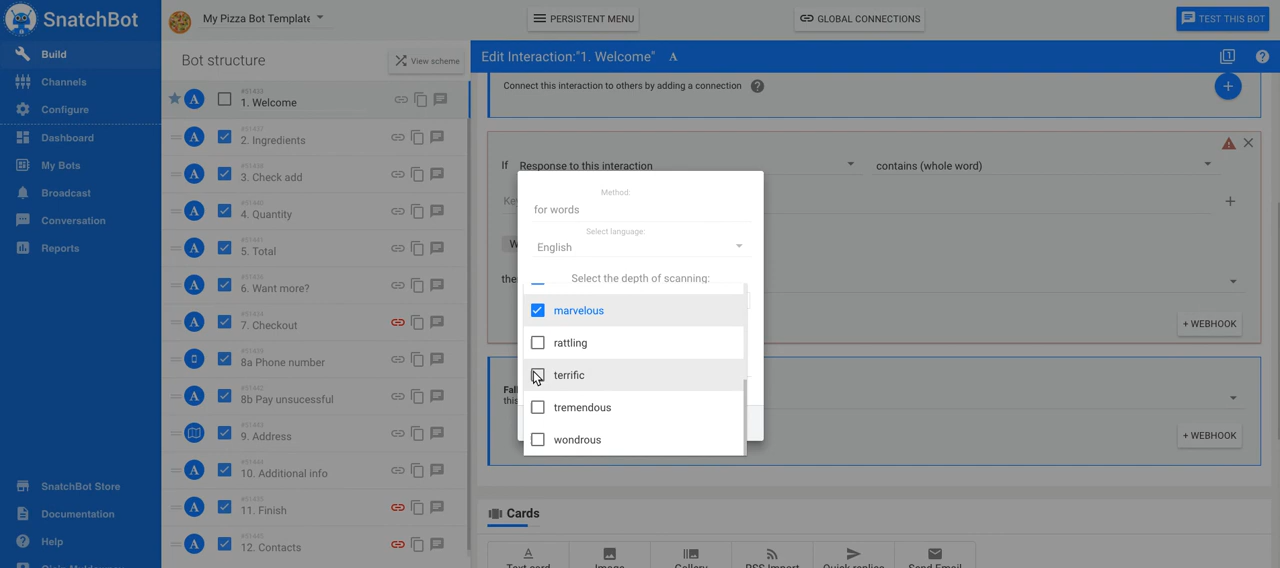 SnatchBot
My Pizza Bot Template
PERSISTENT MENU
GLOBAL CONNECTIONS
TEST THIS BOT
Build
Channels
Configure
Dashboard
My Bots
Broadcast
Conversation
Reports
SnatchBot Store
Documentation
Help
Bot structure
View scheme
1. Welcome
2. Ingredients
3. Check add
4. Quantity
5. Total
6. Want more?
7. Checkout
8a Phone number
8b Pay unsucessful
9. Address
10. Additional info
11. Finish
12. Contacts
Edit Interaction:"1. Welcome"
A
Connect this interaction to others by adding a connection
If Response to this interaction contains (whole word)
+ WEBHOOK
+ WEBHOOK
Method:
for words
Select language:
English
Select the depth of scanning:
marvelous
rattling
terrific
tremendous
wondrous
Cards
Text card
Image
Gallery
RSS Import
Quick replies
Send Email